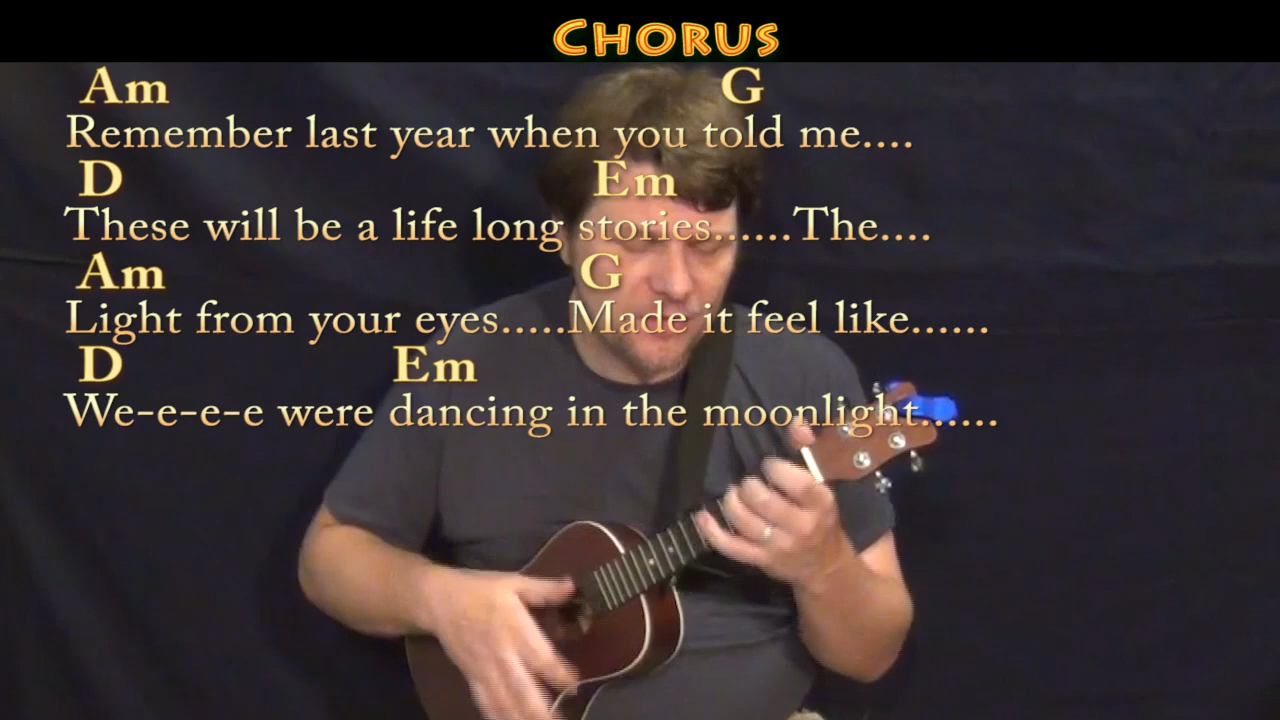 CHORUS
Am G
Remember last year when you told me....
D Em
These will be a life long stories......The....
Am G
Light from your eyes.....Made it feel like......
D Em
We-e-e-e were dancing in the moonlight......